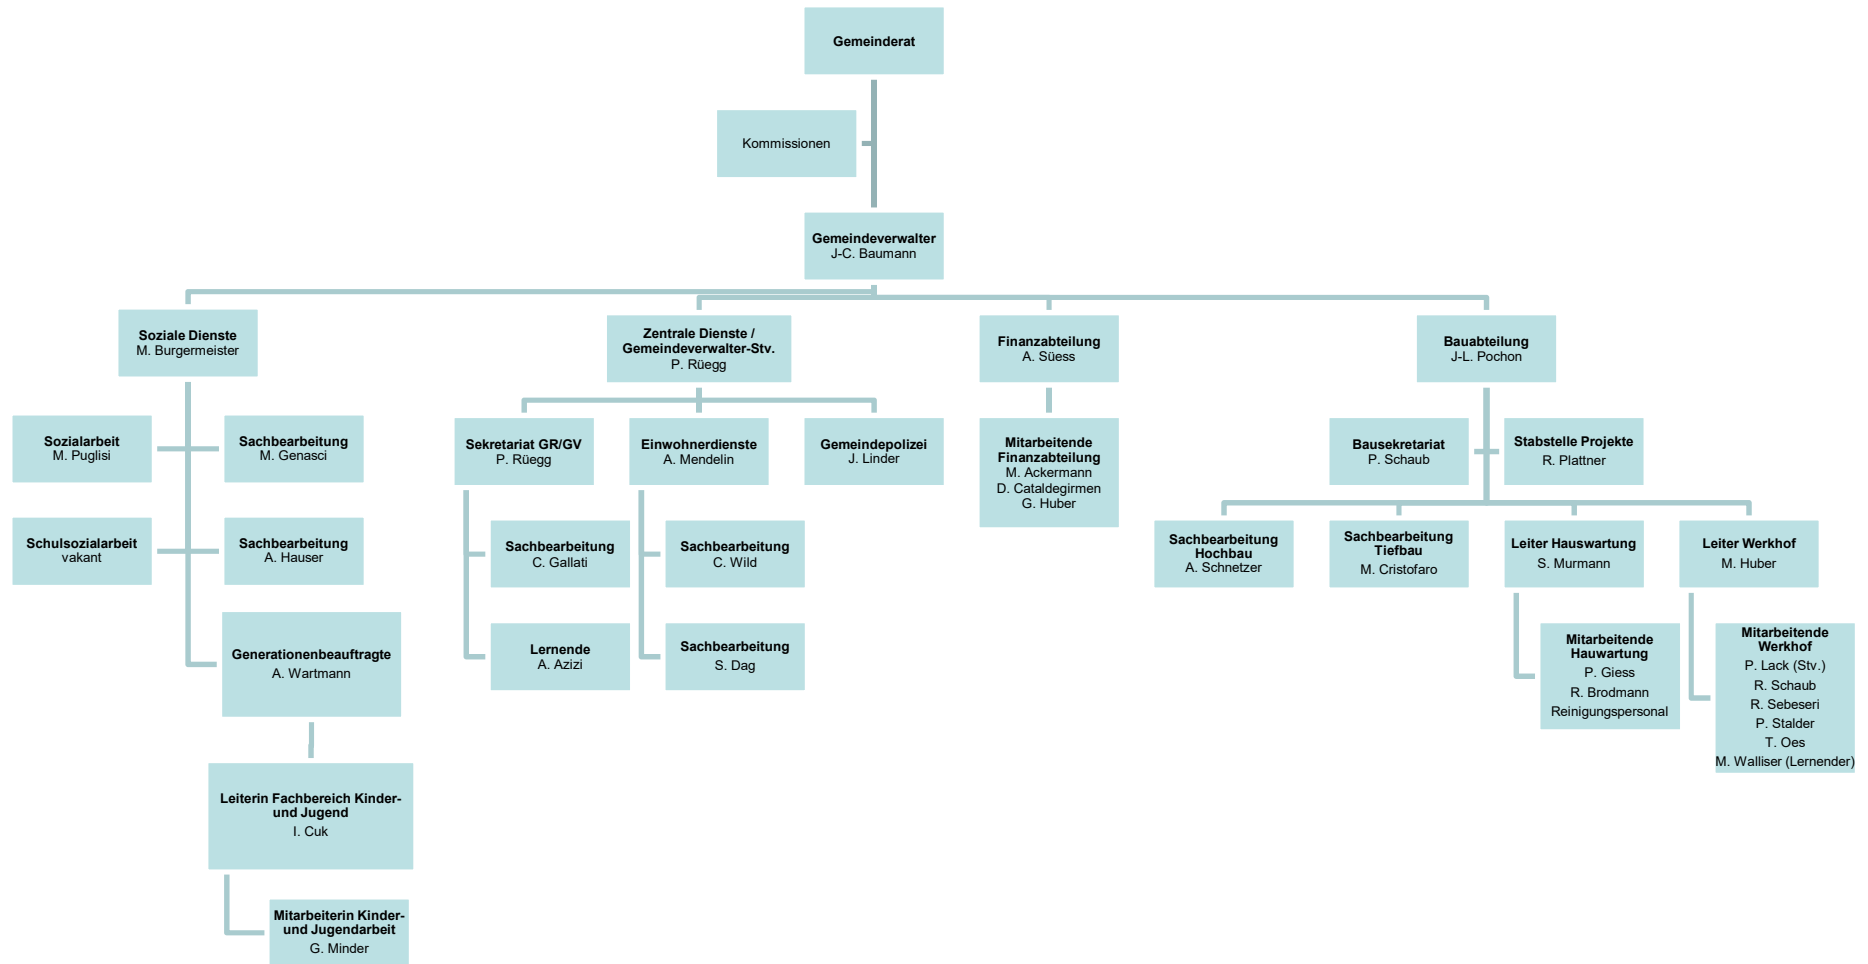 Gemeinderat
Kommissionen
Gemeindeverwalter
J-C. Baumann
Soziale Dienste
M. Burgermeister
Zentrale Dienste /
Gemeindeverwalter-Stv.
P. Rüegg
Finanzabteilung
A. Süess
Bauabteilung
J-L. Pochon
Sozialarbeit
M. Puglisi
Sachbearbeitung
M. Genasci
Sekretariat GR/GV
P. Rüegg
Einwohnerdienste
A. Mendelin
Gemeindepolizei
J. Linder
Mitarbeitende
Finanzabteilung
M. Ackermann
D. Cataldegirmen
G. Huber
Bausekretariat
P. Schaub
Stabstelle Projekte
R. Plattner
Schulsozialarbeit
vakant
Sachbearbeitung
A. Hauser
Sachbearbeitung
C. Gallati
Sachbearbeitung
C. Wild
Sachbearbeitung
Hochbau
A. Schnetzer
Sachbearbeitung
Tiefbau
M. Cristofaro
Leiter Hauswartung
S. Murmann
Leiter Werkhof
M. Huber
Generationenbeauftragte
A. Wartmann
Lernende
A. Azizi
Sachbearbeitung
S. Dag
Mitarbeitende
Hauwartung
P. Giess
R. Brodmann
Reinigungspersonal
Mitarbeitende
Werkhof
P. Lack (Stv.)
R. Schaub
R. Sebeseri
P. Stalder
T. Oes
M. Walliser (Lernender)
Leiterin Fachbereich Kinder-
und Jugend
I. Cuk
Mitarbeiterin Kinder-
und Jugendarbeit
G. Minder